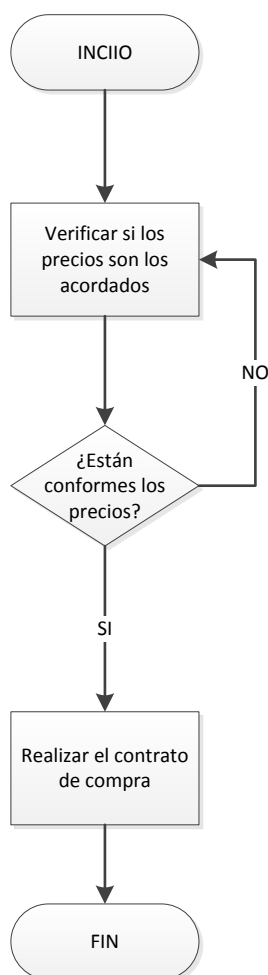 INCIIO
Verificar si los
precios son los
acordados
NO
¿Están
conformes los
precios?
SI
Realizar el contrato
de compra
FIN